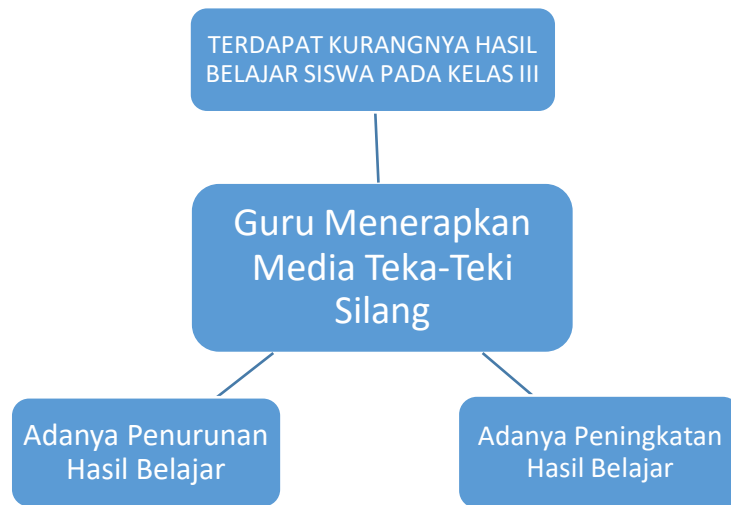 TERDAPAT KURANGNYA HASIL
BELAJAR SISWA PADA KELAS III
Guru Menerapkan
Media Teka-Teki
Silang
Adanya Penurunan
Hasil Belajar
Adanya Peningkatan
Hasil Belajar